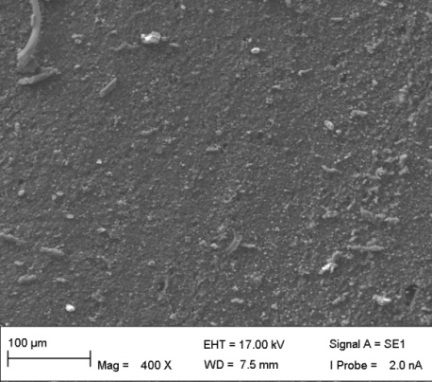 100 µm
EHT = 17.00 kV
Signal A = SE1
Mag = 400 X
WD = 7.5 mm
I Probe = 2.0 nA